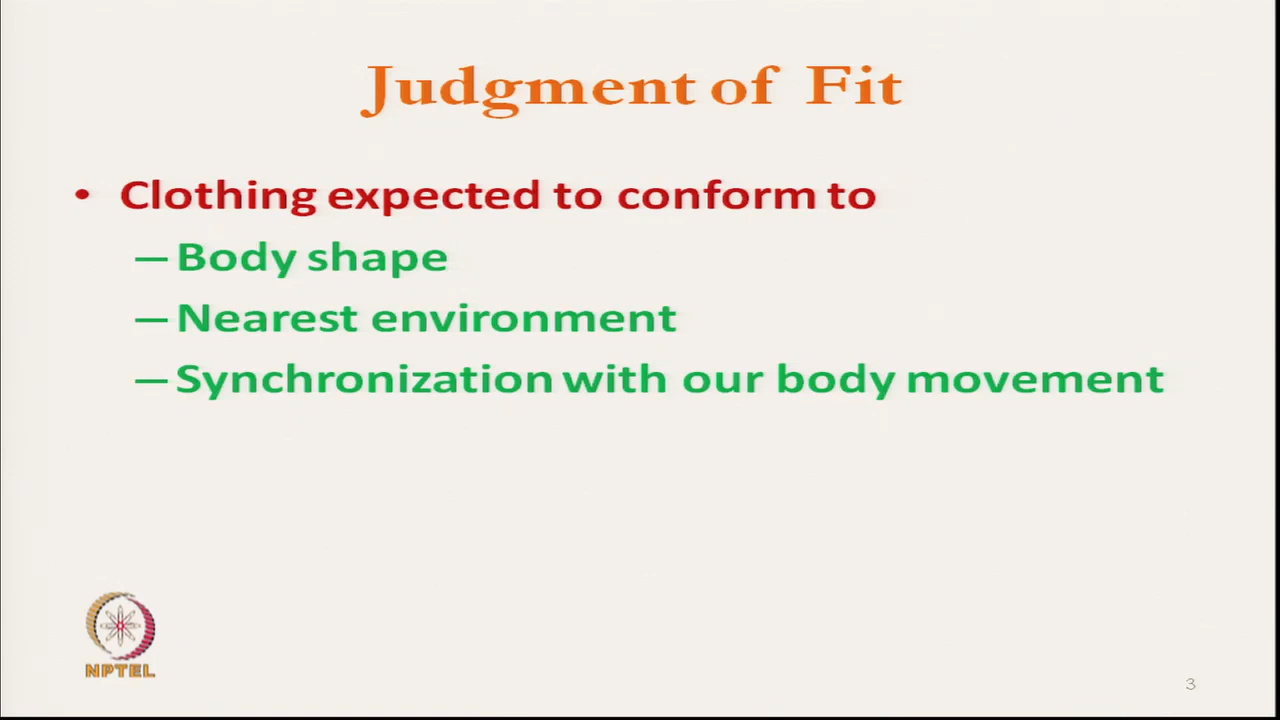 Judgment of Fit
• Clothing expected to conform to
– Body shape
– Nearest environment
– Synchronization with our body movement
NPTEL
3